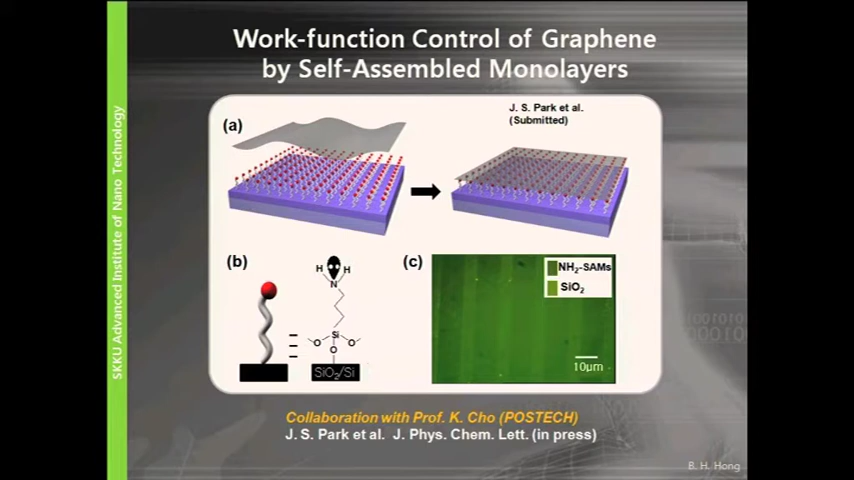 Work-function Control of Graphene
by Self-Assembled Monolayers
SKKU Advanced Institute of Nano Technology
J. S. Park et al.
(Submitted)
(a)
(b)
H H
N
Si
O O
O
SiO2/Si
(c)
NH2-SAMs
SiO2
10μm
Collaboration with Prof. K. Cho (POSTECH)
J. S. Park et al. J. Phys. Chem. Lett. (in press)
B. H. Hong